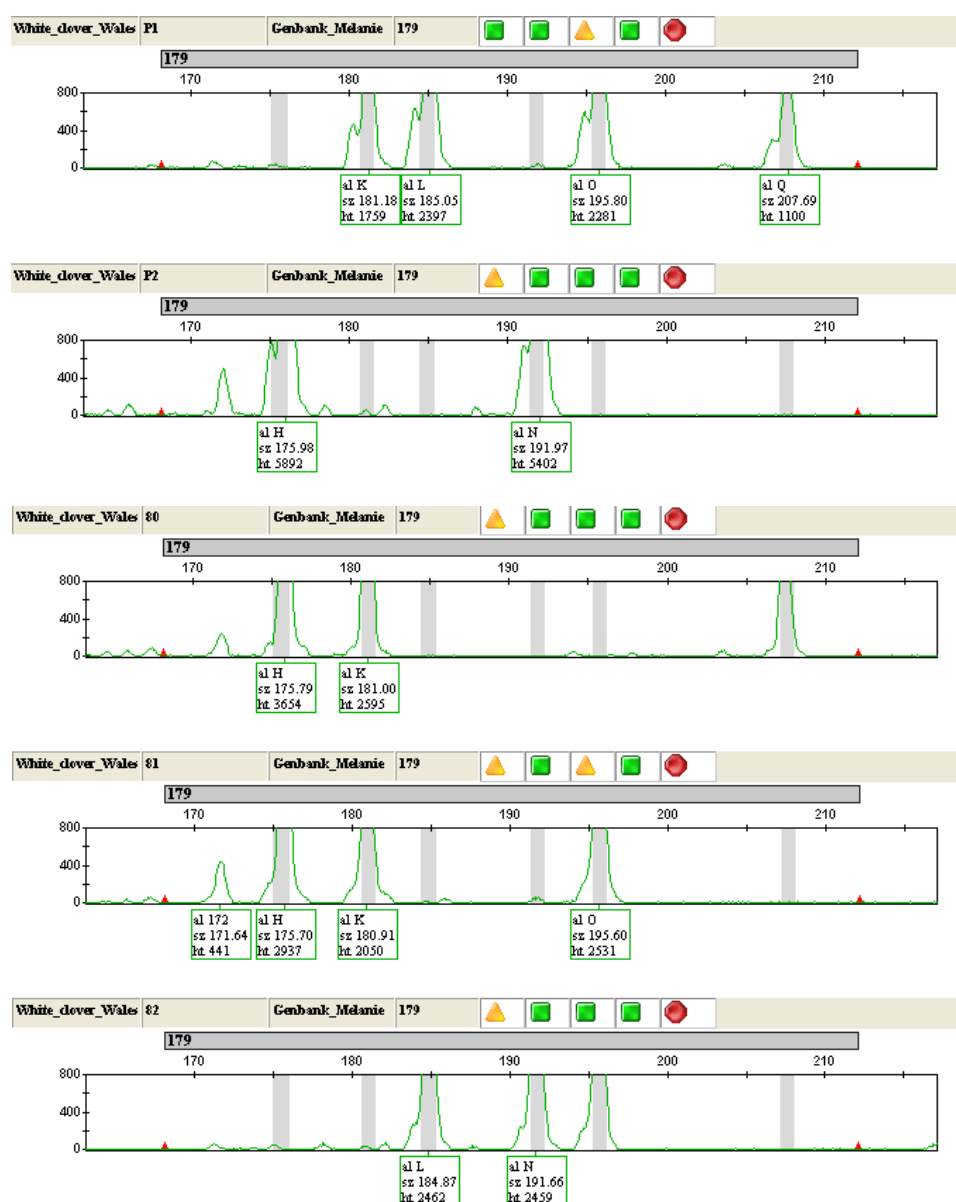 White_clover_Wales P1 Genbank_Melanie 179
179
170 180 190 200 210
800
400
0
al K al L al O al Q
sz 181.18 sz 185.05 sz 195.80 sz 207.69
ht 1759 ht 2397 ht 2281 ht 1100
White_clover_Wales P2 Genbank_Melanie 179
179
170 180 190 200 210
800
400
0
al H al N
sz 175.98 sz 191.97
ht 5892 ht 5402
White_clover_Wales 80 Genbank_Melanie 179
179
170 180 190 200 210
800
400
0
al H al K
sz 175.79 sz 181.00
ht 3654 ht 2595
White_clover_Wales 81 Genbank_Melanie 179
179
170 180 190 200 210
800
400
0
al 172 al H al K al O
sz 171.64 sz 175.70 sz 180.91 sz 195.60
ht 441 ht 2937 ht 2050 ht 2531
White_clover_Wales 82 Genbank_Melanie 179
179
170 180 190 200 210
800
400
0
al L al N
sz 184.87 sz 191.66
ht 2462 ht 2459